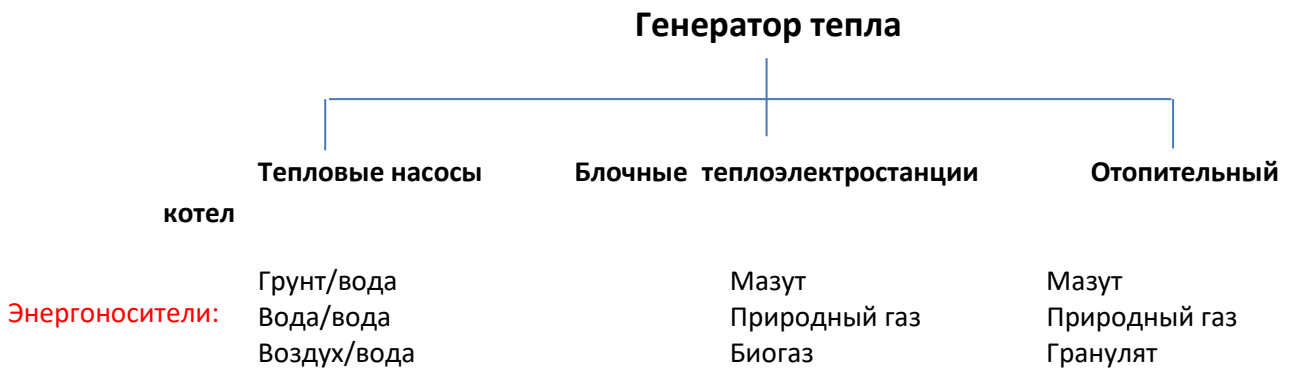 Генератор тепла
Тепловые насосы Блочные теплоэлектростанции Отопительный
котел
Грунт/вода Мазут Мазут
Энергоносители: Вода/вода Природный газ Природный газ
Воздух/вода Биогаз Гранулят